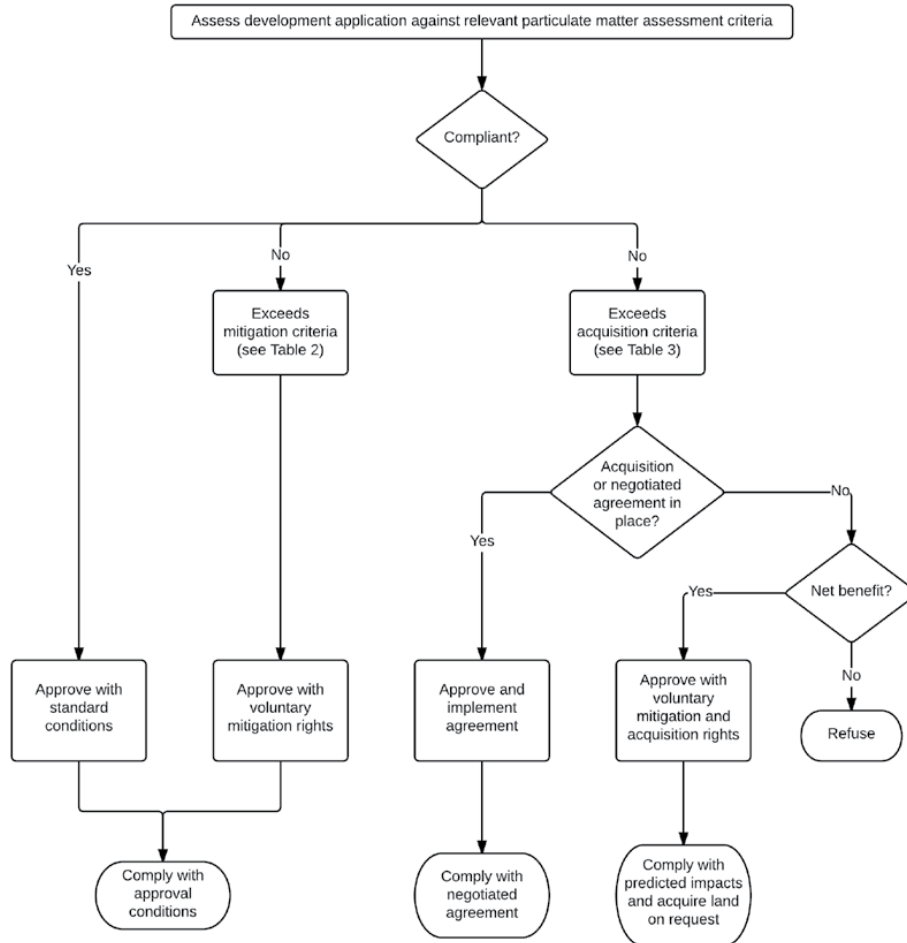 Assess development application against relevant particulate matter assessment criteria
Compliant?
Yes
No
No
Exceeds
mitigation criteria
(see Table 2)
Exceeds
acquisition criteria
(see Table 3)
Acquisition
or negotiated
agreement in
place?
No
Yes
Net benefit?
Yes
No
Approve with
standard
conditions
Approve with
voluntary
mitigation rights
Approve and
implement
agreement
Approve with
voluntary
mitigation and
acquisition rights
Refuse
Comply with
approval
conditions
Comply with
negotiated
agreement
Comply with
predicted impacts
and acquire land
on request